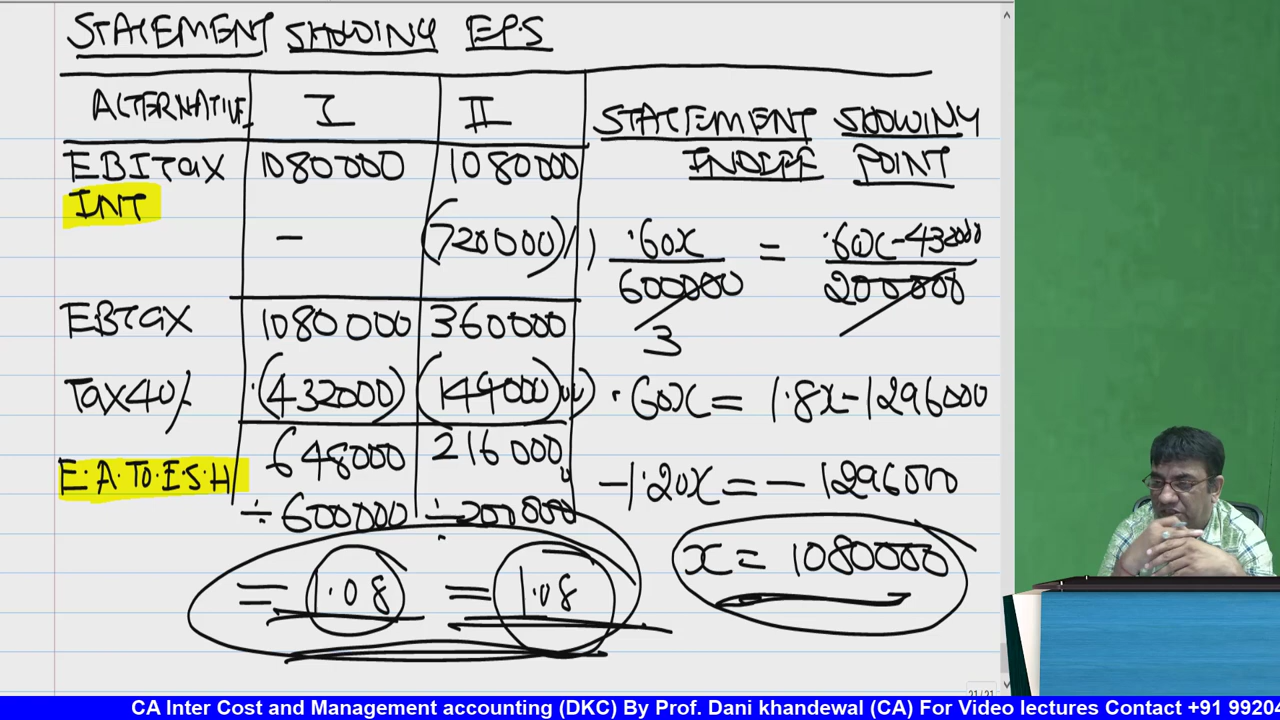 STATEMENT SHOWING EPS
ALTERNATIVE I II
EBITax 1080000 1080000
INT
– (720000)
EBTax 1080000 360000
Tax40% (432000) (144000)
E.A.TO.E.S.H 648000 216000
÷600000 ÷200000
=1.08 =1.08
STATEMENT SHOWING
INDIFF POINT
.60x = .60x-432000
600000 200000
3
.60x = 1.8x-1296000
-1.20x = - 1296000
x = 1080000
21/21
CA Inter Cost and Management accounting (DKC) By Prof. Dani khandewal (CA) For Video lectures Contact +91 99204